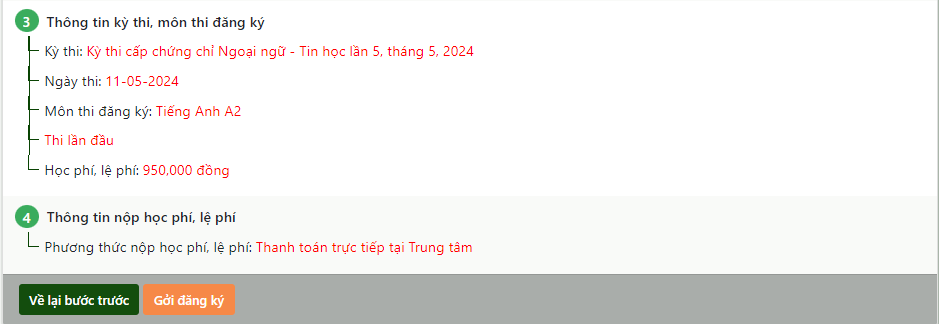 3 Thông tin kỳ thi, môn thi đăng ký
Kỳ thi: Kỳ thi cấp chứng chỉ Ngoại ngữ - Tin học lần 5, tháng 5, 2024
Ngày thi: 11-05-2024
Môn thi đăng ký: Tiếng Anh A2
Thi lần đầu
Học phí, lệ phí: 950,000 đồng
4 Thông tin nộp học phí, lệ phí
Phương thức nộp học phí, lệ phí: Thanh toán trực tiếp tại Trung tâm
Về lại bước trước Gởi đăng ký